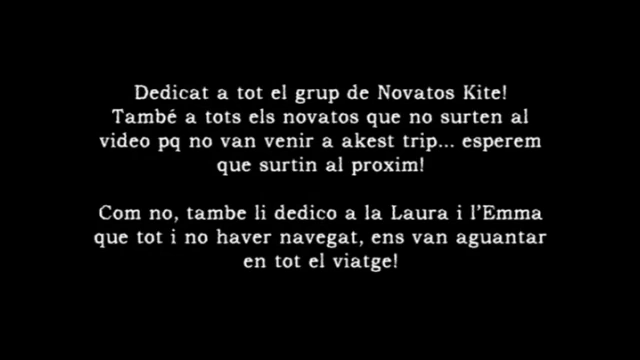 Dedicat a tot el grup de Novatos Kite!
També a tots els novatos que no surten al
video pq no van venir a akest trip... esperem
que surtin al proxim!
Com no, tambe li dedico a la Laura i l'Emma
que tot i no haver navegat, ens van aguantar
en tot el viatge!